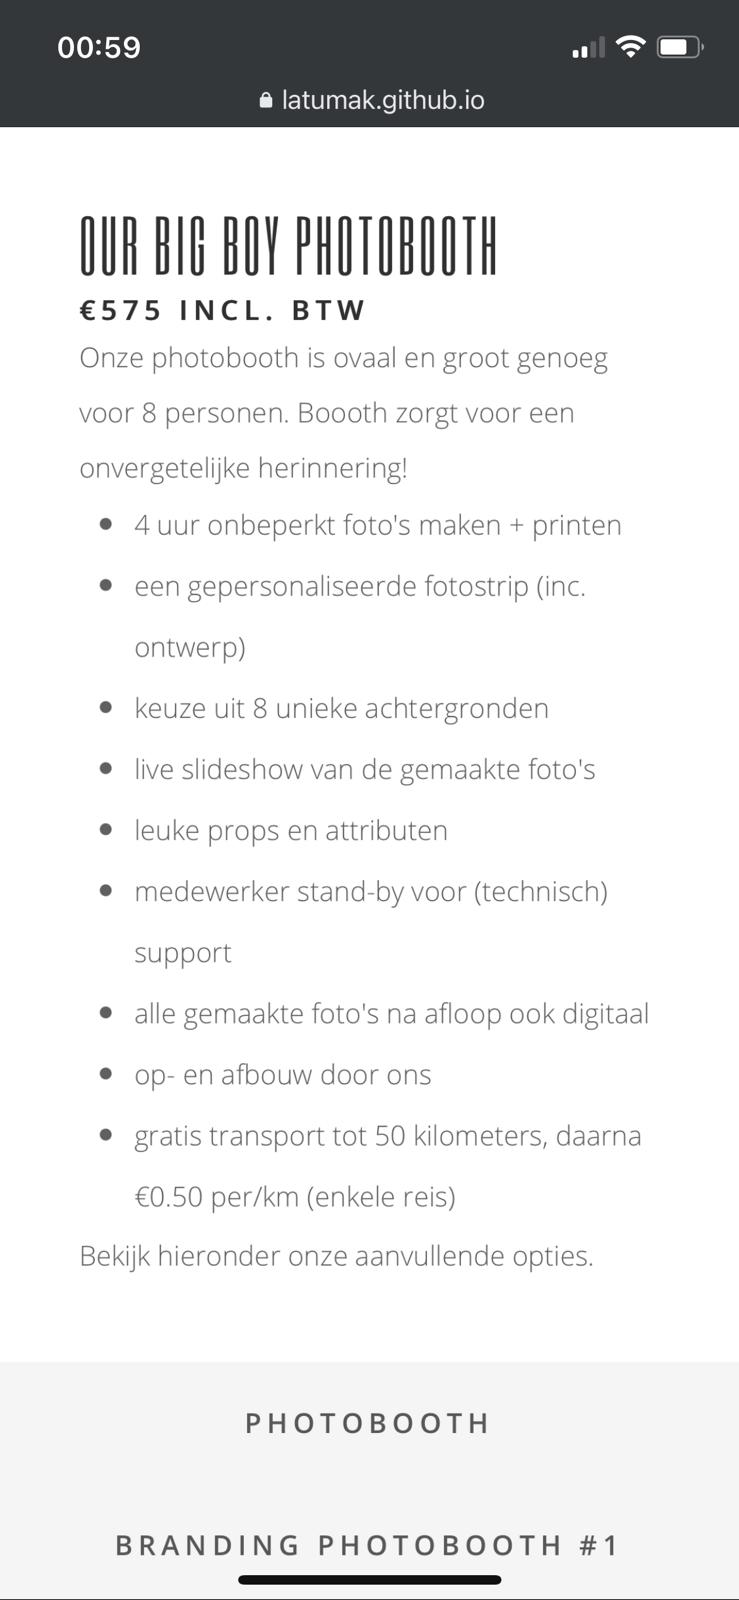 00:59
latumak.github.io
OUR BIG BOY PHOTOBOOTH
€575 INCL. BTW
Onze photobooth is ovaal en groot genoeg
voor 8 personen. Boooth zorgt voor een
onvergetelijke herinnering!
• 4 uur onbeperkt foto's maken + printen
• een gepersonaliseerde fotostrip (inc.
ontwerp)
• keuze uit 8 unieke achtergronden
• live slideshow van de gemaakte foto's
• leuke props en attributen
• medewerker stand-by voor (technisch)
support
• alle gemaakte foto's na afloop ook digitaal
• op- en afbouw door ons
• gratis transport tot 50 kilometers, daarna
€0.50 per/km (enkele reis)
Bekijk hieronder onze aanvullende opties.
PHOTOBOOTH
BRANDING PHOTOBOOTH #1